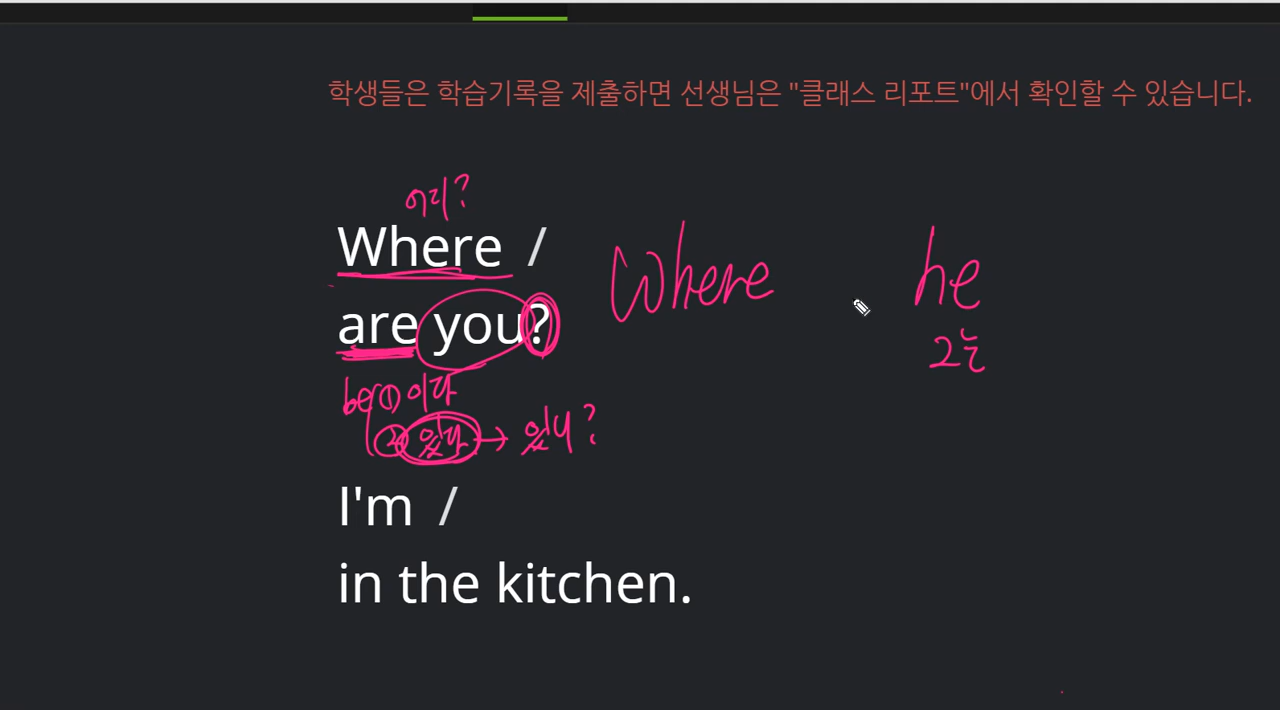 학생들은 학습기록을 제출하면 선생님은 "클래스 리포트"에서 확인할 수 있습니다.
어디?
Where /
Where
he
are you?
그는
be ① 이다
② 있다 → 있니?
I'm /
in the kitchen.